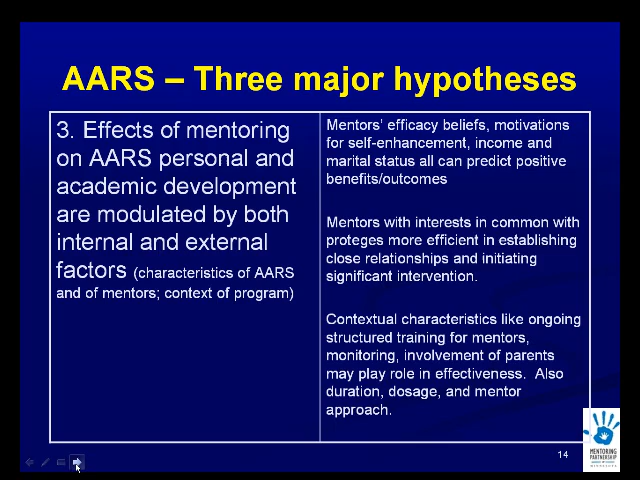 AARS – Three major hypotheses
3. Effects of mentoring
on AARS personal and
academic development
are modulated by both
internal and external
factors (characteristics of AARS
and of mentors; context of program)
Mentors' efficacy beliefs, motivations
for self-enhancement, income and
marital status all can predict positive
benefits/outcomes
Mentors with interests in common with
proteges more efficient in establishing
close relationships and initiating
significant intervention.
Contextual characteristics like ongoing
structured training for mentors,
monitoring, involvement of parents
may play role in effectiveness. Also
duration, dosage, and mentor
approach.
14
MENTORING
PARTNERSHIP